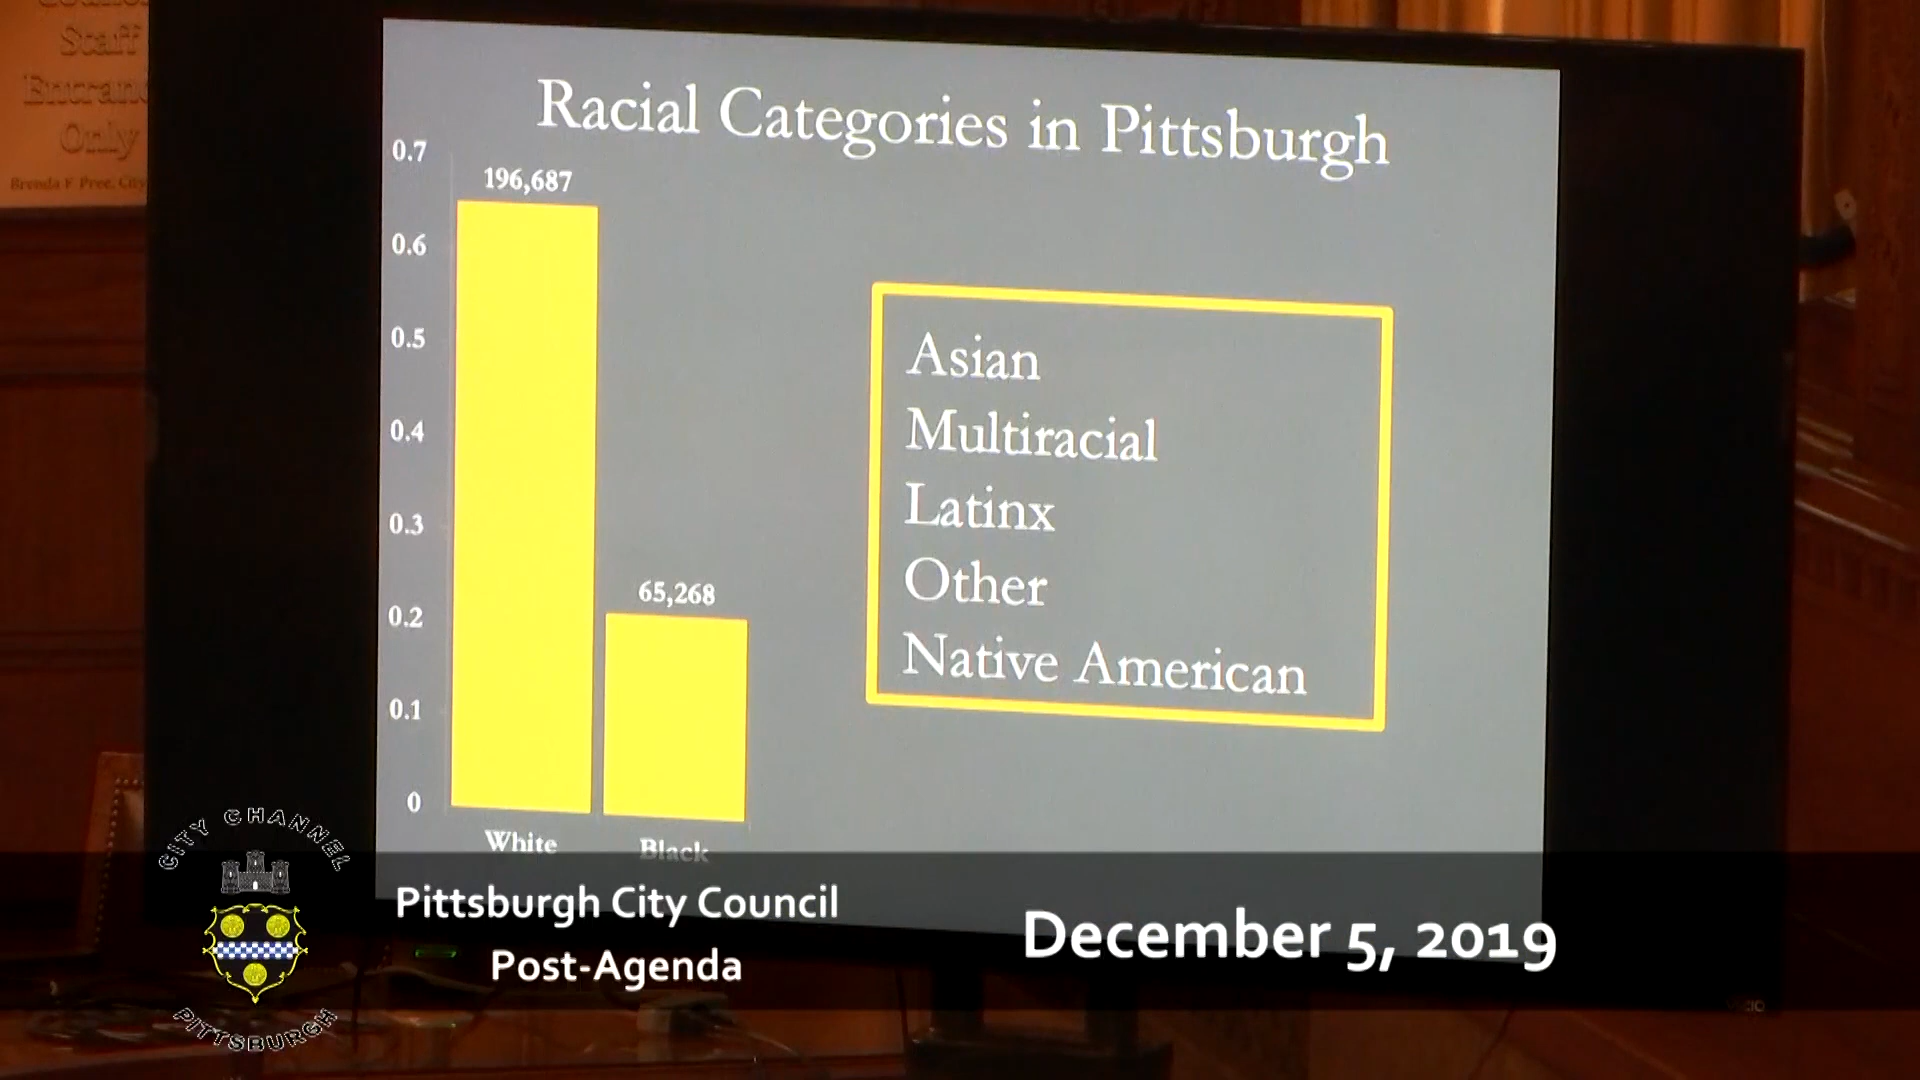 Staff
Entrance
Only
Racial Categories in Pittsburgh
0.7
196,687
0.6
0.5
0.4
0.3
0.2
0.1
0
65,268
White
Black
Asian
Multiracial
Latinx
Other
Native American
CITY CHANNEL
PITTSBURGH
Pittsburgh City Council
Post-Agenda
December 5, 2019